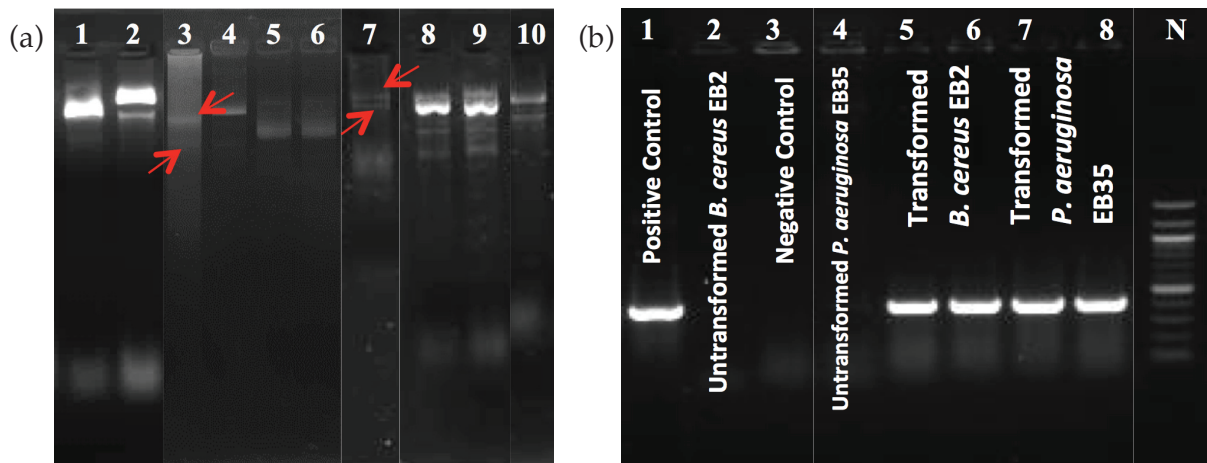 (a)
1 2 3 4 5 6 7 8 9 10
(b)
1 2 3 4 5 6 7 8 N
Positive Control
Untransformed B. cereus EB2
Negative Control
Untransformed P. aeruginosa EB35
Transformed
B. cereus EB2
Transformed
P. aeruginosa
EB35